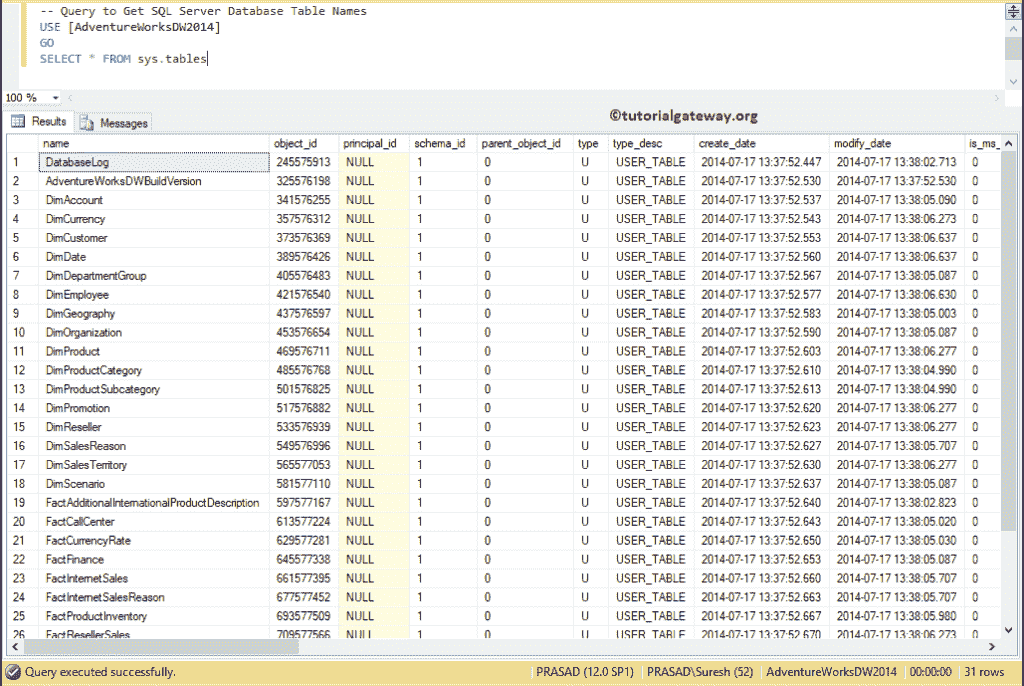 -- Query to Get SQL Server Database Table Names
USE [AdventureWorksDW2014]
GO
SELECT * FROM sys.tables
100 %
Results Messages
©tutorialgateway.org
name object_id principal_id schema_id parent_object_id type type_desc create_date modify_date is_ms_
1 DatabaseLog 245575913 NULL 1 0 U USER_TABLE 2014-07-17 13:37:52.447 2014-07-17 13:38:02.713 0
2 AdventureWorksDWBuildVersion 325576198 NULL 1 0 U USER_TABLE 2014-07-17 13:37:52.530 2014-07-17 13:37:52.530 0
3 DimAccount 341576255 NULL 1 0 U USER_TABLE 2014-07-17 13:37:52.537 2014-07-17 13:38:05.090 0
4 DimCurrency 357576312 NULL 1 0 U USER_TABLE 2014-07-17 13:37:52.543 2014-07-17 13:38:06.273 0
5 DimCustomer 373576369 NULL 1 0 U USER_TABLE 2014-07-17 13:37:52.553 2014-07-17 13:38:06.637 0
6 DimDate 389576426 NULL 1 0 U USER_TABLE 2014-07-17 13:37:52.560 2014-07-17 13:38:06.637 0
7 DimDepartmentGroup 405576483 NULL 1 0 U USER_TABLE 2014-07-17 13:37:52.567 2014-07-17 13:38:05.087 0
8 DimEmployee 421576540 NULL 1 0 U USER_TABLE 2014-07-17 13:37:52.577 2014-07-17 13:38:06.630 0
9 DimGeography 437576597 NULL 1 0 U USER_TABLE 2014-07-17 13:37:52.583 2014-07-17 13:38:05.003 0
10 DimOrganization 453576654 NULL 1 0 U USER_TABLE 2014-07-17 13:37:52.590 2014-07-17 13:38:05.087 0
11 DimProduct 469576711 NULL 1 0 U USER_TABLE 2014-07-17 13:37:52.603 2014-07-17 13:38:06.277 0
12 DimProductCategory 485576768 NULL 1 0 U USER_TABLE 2014-07-17 13:37:52.610 2014-07-17 13:38:04.990 0
13 DimProductSubcategory 501576825 NULL 1 0 U USER_TABLE 2014-07-17 13:37:52.613 2014-07-17 13:38:04.990 0
14 DimPromotion 517576882 NULL 1 0 U USER_TABLE 2014-07-17 13:37:52.620 2014-07-17 13:38:06.277 0
15 DimReseller 533576939 NULL 1 0 U USER_TABLE 2014-07-17 13:37:52.623 2014-07-17 13:38:06.277 0
16 DimSalesReason 549576996 NULL 1 0 U USER_TABLE 2014-07-17 13:37:52.627 2014-07-17 13:38:05.707 0
17 DimSalesTerritory 565577053 NULL 1 0 U USER_TABLE 2014-07-17 13:37:52.630 2014-07-17 13:38:06.277 0
18 DimScenario 581577110 NULL 1 0 U USER_TABLE 2014-07-17 13:37:52.637 2014-07-17 13:38:05.087 0
19 FactAdditionalInternationalProductDescription 597577167 NULL 1 0 U USER_TABLE 2014-07-17 13:37:52.640 2014-07-17 13:38:02.823 0
20 FactCallCenter 613577224 NULL 1 0 U USER_TABLE 2014-07-17 13:37:52.643 2014-07-17 13:38:05.020 0
21 FactCurrencyRate 629577281 NULL 1 0 U USER_TABLE 2014-07-17 13:37:52.650 2014-07-17 13:38:05.030 0
22 FactFinance 645577338 NULL 1 0 U USER_TABLE 2014-07-17 13:37:52.653 2014-07-17 13:38:05.087 0
23 FactInternetSales 661577395 NULL 1 0 U USER_TABLE 2014-07-17 13:37:52.660 2014-07-17 13:38:05.707 0
24 FactInternetSalesReason 677577452 NULL 1 0 U USER_TABLE 2014-07-17 13:37:52.663 2014-07-17 13:38:05.707 0
25 FactProductInventory 693577509 NULL 1 0 U USER_TABLE 2014-07-17 13:37:52.667 2014-07-17 13:38:05.980 0
26 FactResellerSales 709577566 NULL 1 0 U USER_TABLE 2014-07-17 13:37:52.670 2014-07-17 13:38:06.273 0
Query executed successfully. PRASAD (12.0 SP1) PRASAD\Suresh (52) AdventureWorksDW2014 00:00:00 31 rows